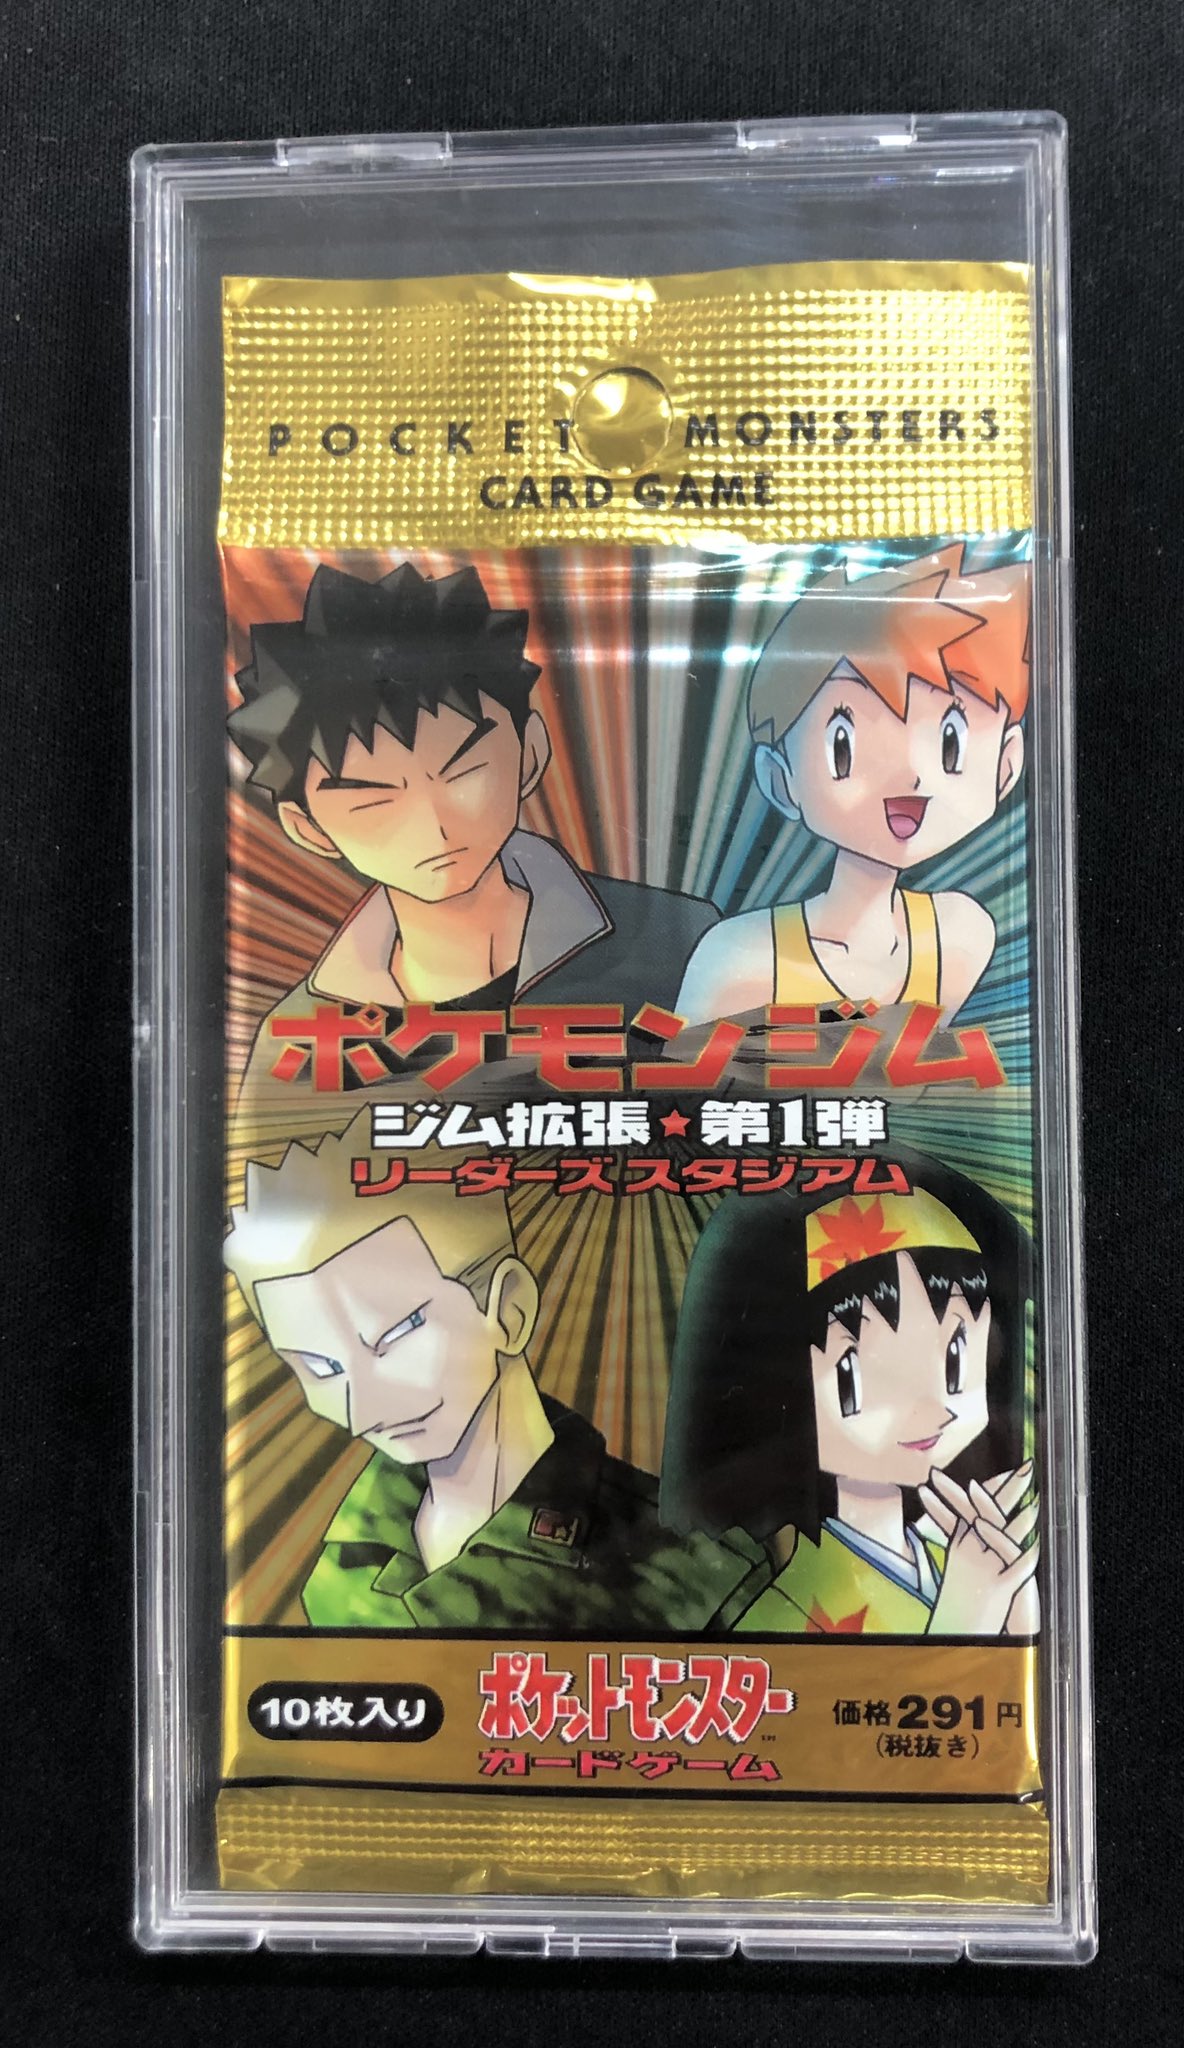 POCKET MONSTERS
CARD GAME
ポケモンジム
ジム拡張★第1弾
リーダーズスタジアム
10枚入り
ポケットモンスター™
カードゲーム
価格291円
(税抜き)